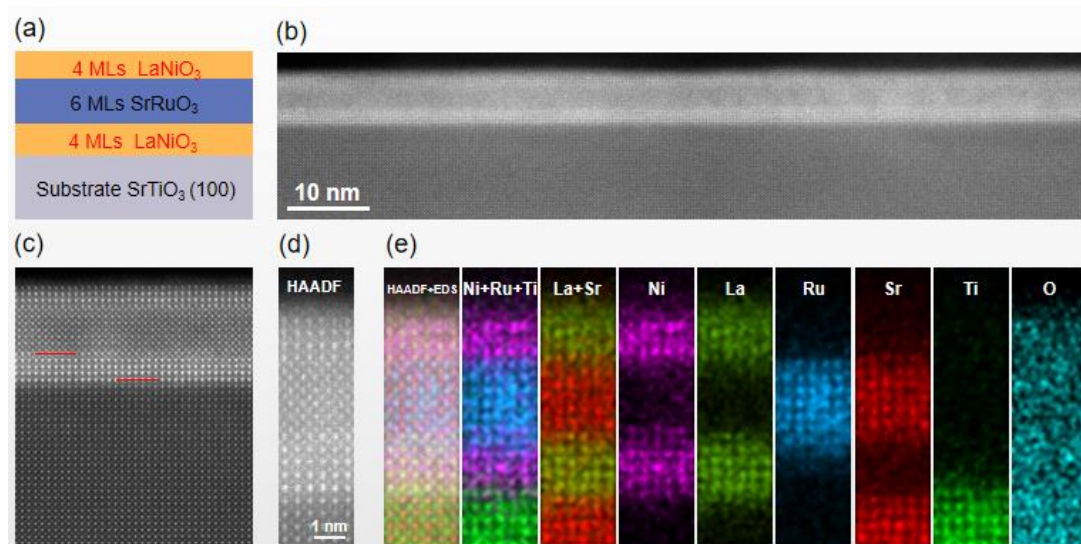 (a)
4 MLs LaNiO₃
6 MLs SrRuO₃
4 MLs LaNiO₃
Substrate SrTiO₃ (100)
(b)
10 nm
(c)
(d)
HAADF
1 nm
(e)
HAADF+EDS
Ni+Ru+Ti
La+Sr
Ni
La
Ru
Sr
Ti
O